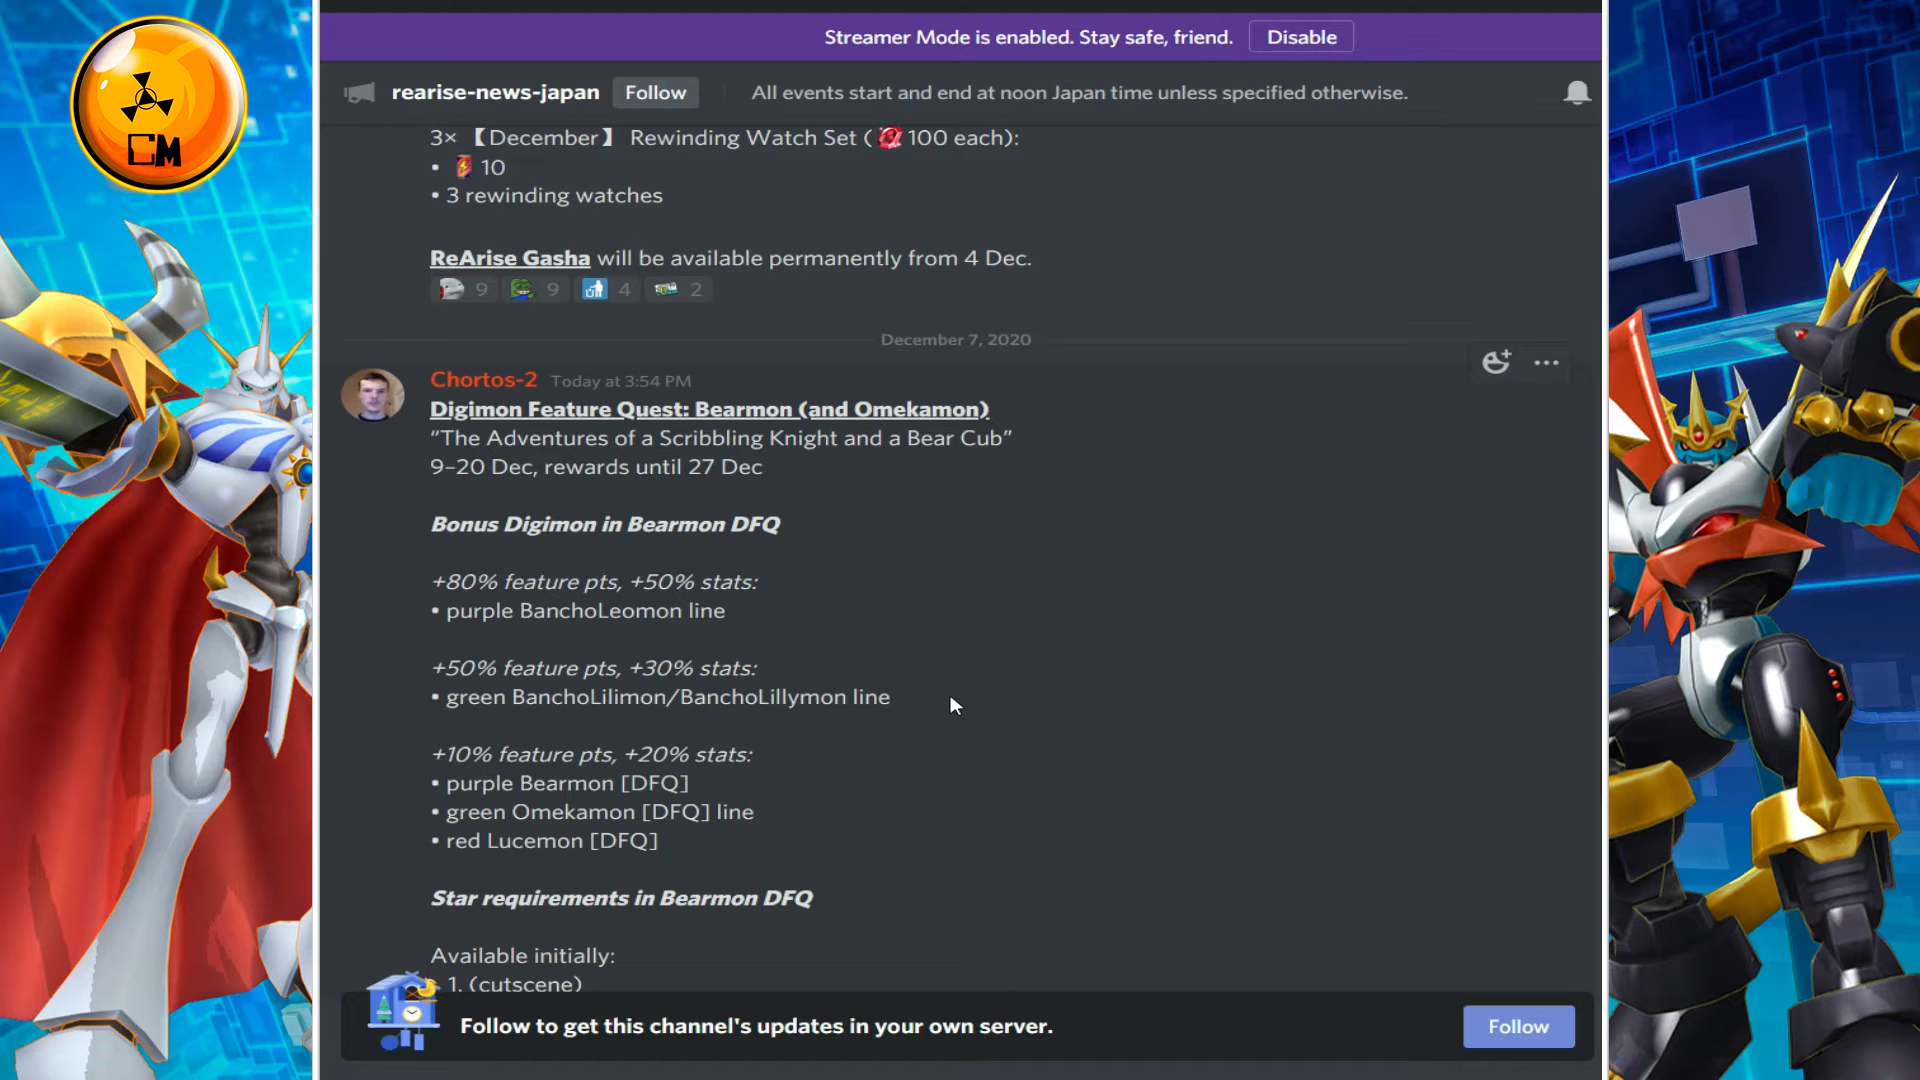 Streamer Mode is enabled. Stay safe, friend. Disable
rearise-news-japan Follow All events start and end at noon Japan time unless specified otherwise.
3× 【December】 Rewinding Watch Set ( 100 each):
• 10
• 3 rewinding watches
ReArise Gasha will be available permanently from 4 Dec.
9 9 4 2
December 7, 2020
Chortos-2 Today at 3:54 PM
Digimon Feature Quest: Bearmon (and Omekamon)
“The Adventures of a Scribbling Knight and a Bear Cub”
9–20 Dec, rewards until 27 Dec
Bonus Digimon in Bearmon DFQ
+80% feature pts, +50% stats:
• purple BanchoLeomon line
+50% feature pts, +30% stats:
• green BanchoLilimon/BanchoLillymon line
+10% feature pts, +20% stats:
• purple Bearmon [DFQ]
• green Omekamon [DFQ] line
• red Lucemon [DFQ]
Star requirements in Bearmon DFQ
Available initially:
1. (cutscene)
Follow to get this channel's updates in your own server. Follow
CM